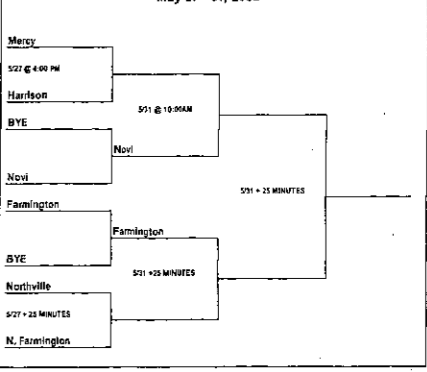 Mercy
5/27 @ 4:00 PM
Harrison
5/31 @ 10:00AM
BYE
Novi
Novi
5/31 + 25 MINUTES
Farmington
Farmington
BYE
5/31 +25 MINUTES
Northville
5/27 + 25 MINUTES
N. Farmington